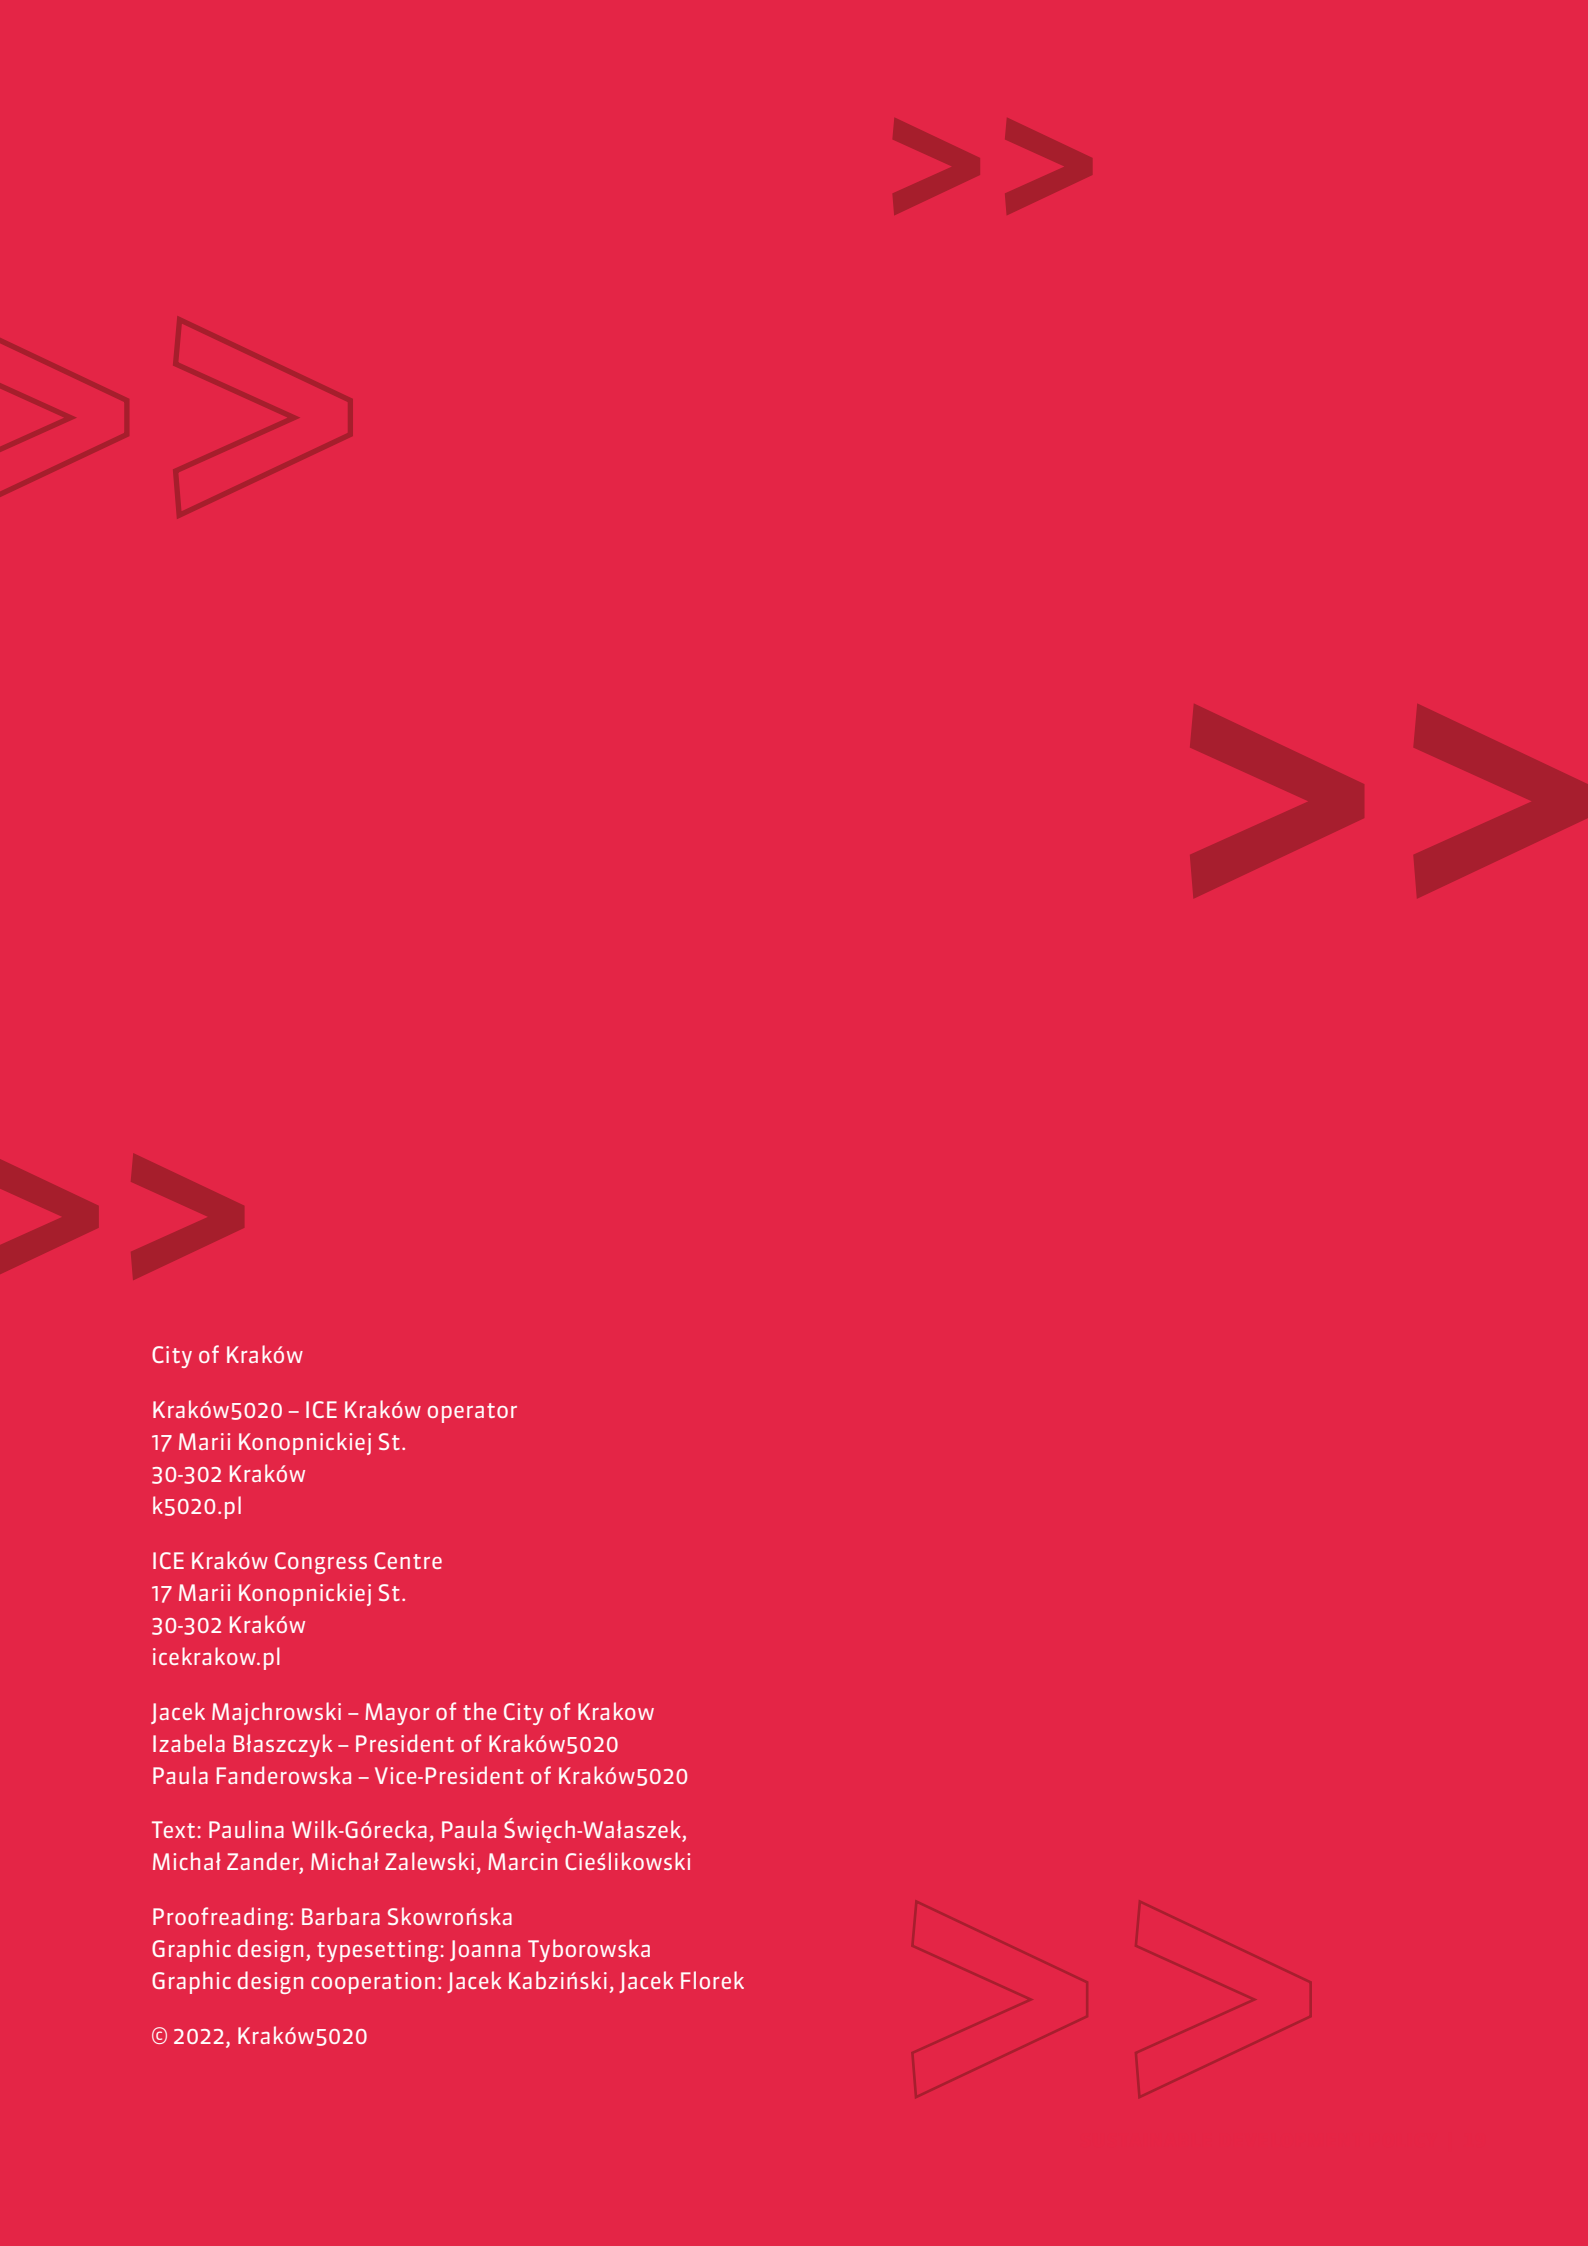 City of Kraków
Kraków5020 – ICE Kraków operator
17 Marii Konopnickiej St.
30-302 Kraków
k5020.pl
ICE Kraków Congress Centre
17 Marii Konopnickiej St.
30-302 Kraków
icekrakow.pl
Jacek Majchrowski – Mayor of the City of Krakow
Izabela Błaszczyk – President of Kraków5020
Paula Fanderowska – Vice-President of Kraków5020
Text: Paulina Wilk-Górecka, Paula Święch-Wałaszek,
Michał Zander, Michał Zalewski, Marcin Cieślikowski
Proofreading: Barbara Skowrońska
Graphic design, typesetting: Joanna Tyborowska
Graphic design cooperation: Jacek Kabziński, Jacek Florek
© 2022, Kraków5020